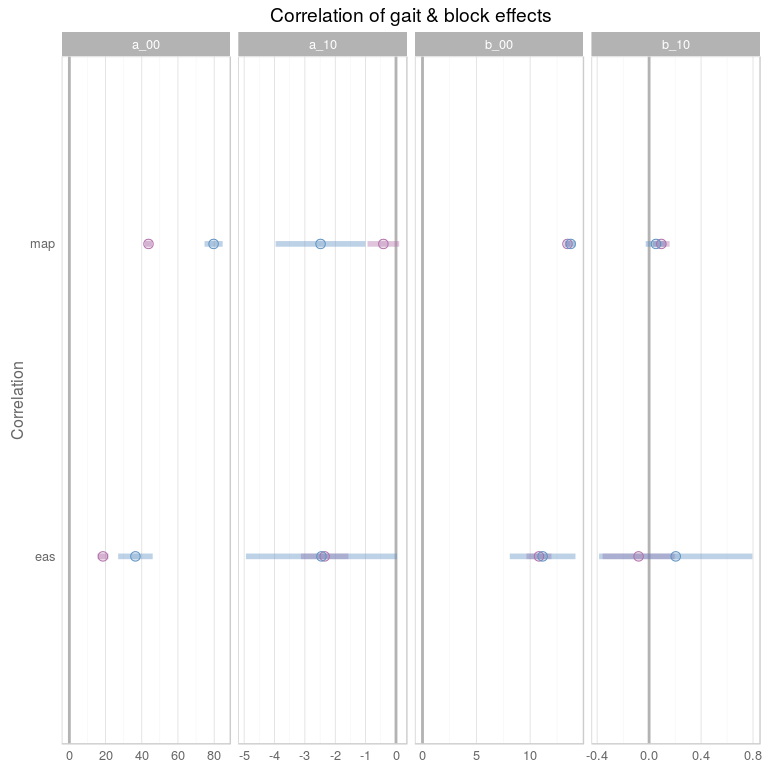 Correlation of gait & block effects
a_00 a_10 b_00 b_10
map
eas
Correlation
0 20 40 60 80 -5 -4 -3 -2 -1 0 0 5 10 -0.4 0.0 0.4 0.8